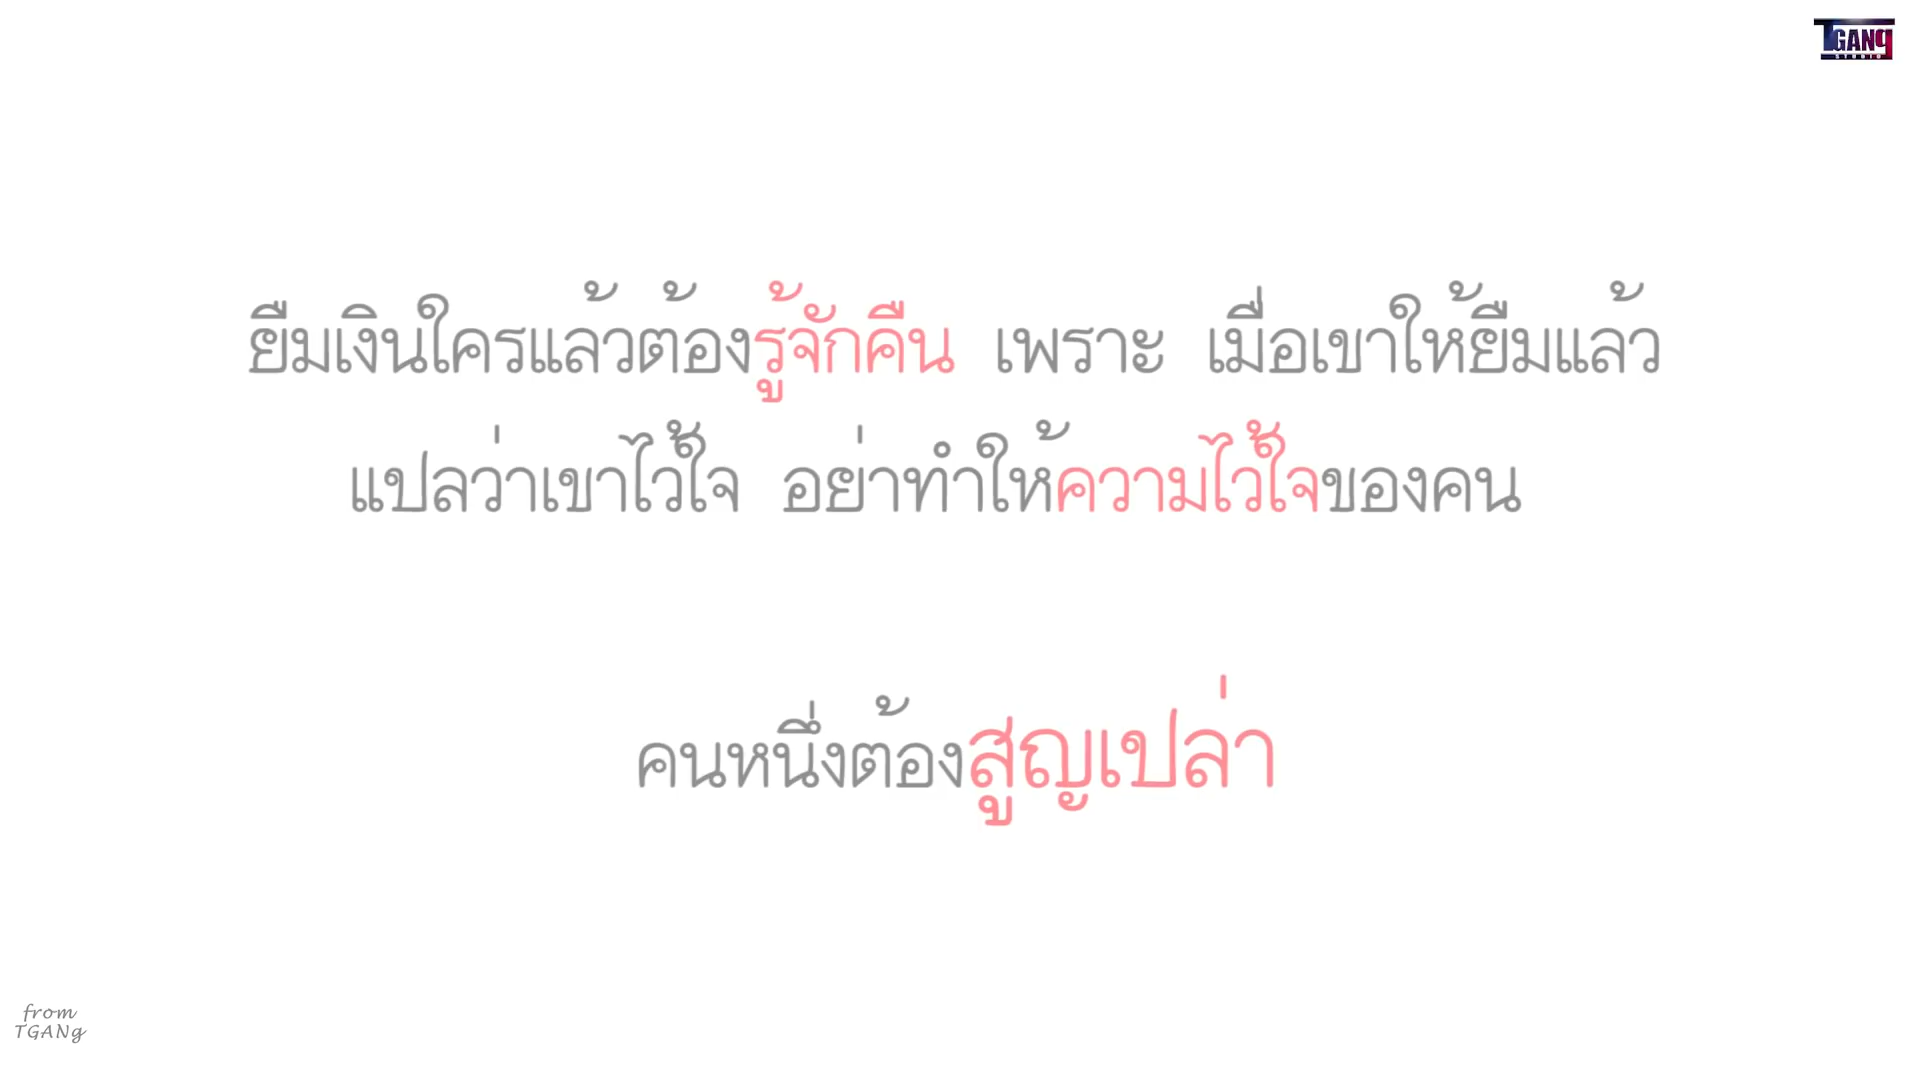 TGANg
STUDIO
ยืมเงินใครแล้วต้องรู้จักคืน เพราะ เมื่อเขาให้ยืมแล้ว
แปลว่าเขาไว้ใจ อย่าทำให้ความไว้ใจของคน
คนหนึ่งต้องสูญเปล่า
from
TGANg